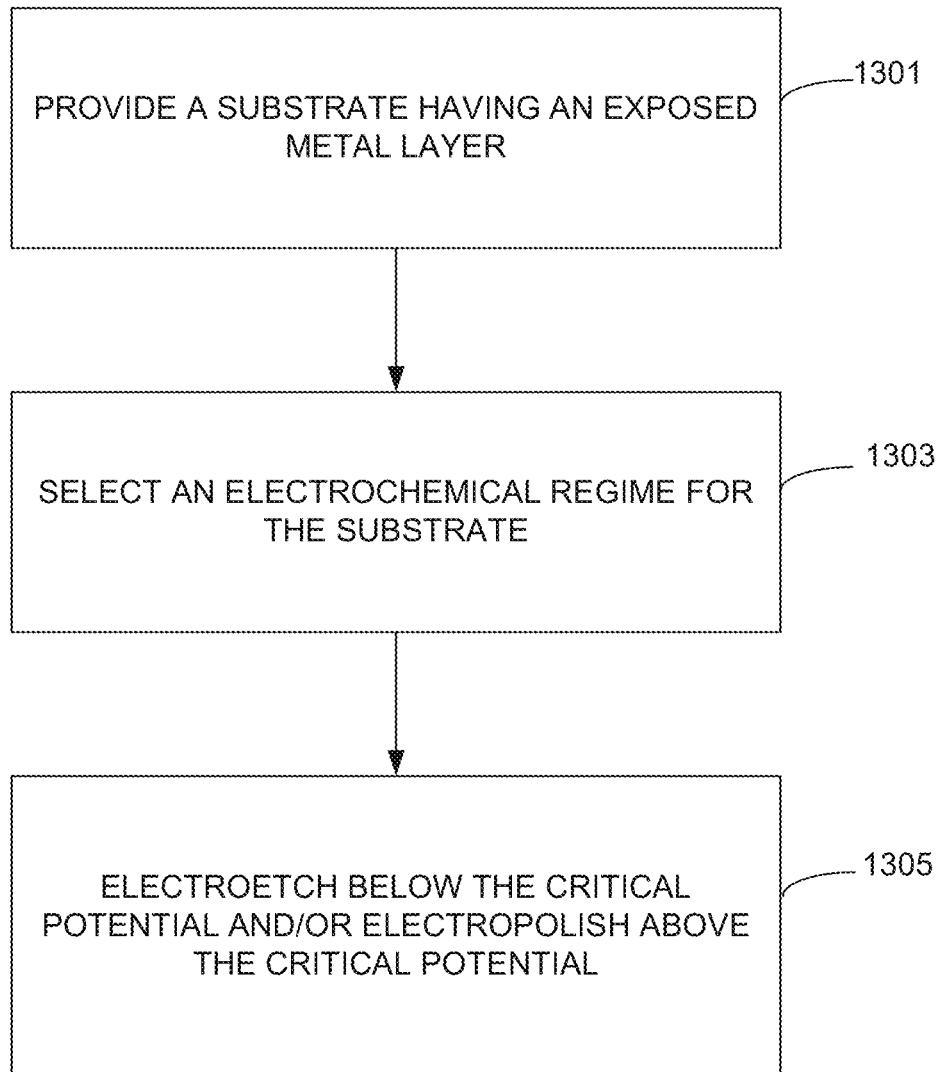 PROVIDE A SUBSTRATE HAVING AN EXPOSED
METAL LAYER
1301
SELECT AN ELECTROCHEMICAL REGIME FOR
THE SUBSTRATE
1303
ELECTROETCH BELOW THE CRITICAL
POTENTIAL AND/OR ELECTROPOLISH ABOVE
THE CRITICAL POTENTIAL
1305